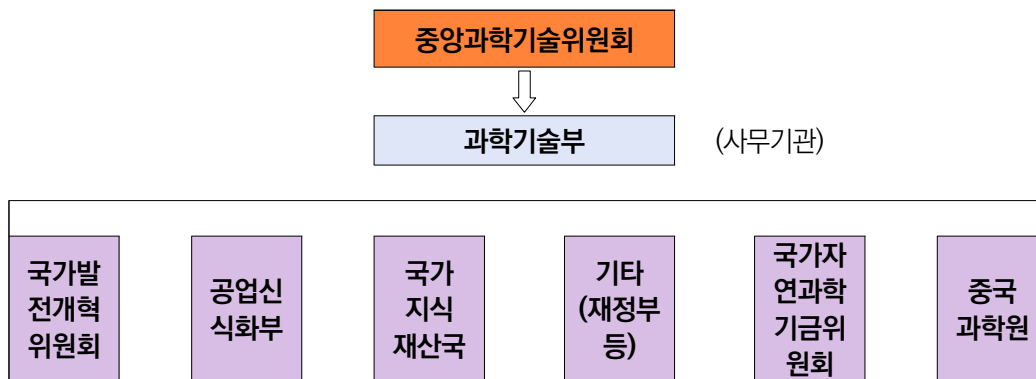 중앙과학기술위원회
과학기술부
(사무기관)
국가발
전개혁
위원회
공업신
식화부
국가
지식
재산국
기타
(재정부
등)
국가자
연과학
기금위
원회
중국
과학원